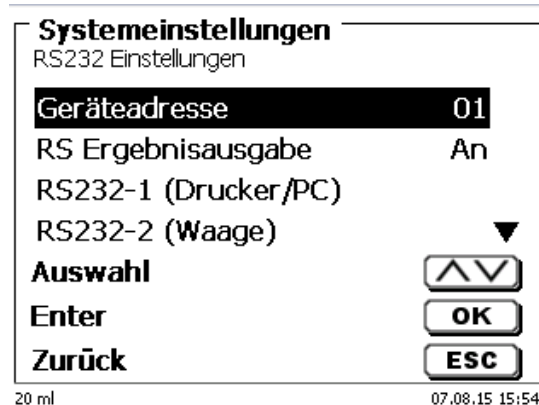 Systemeinstellungen
RS232 Einstellungen
Geräteadresse 01
RS Ergebnisausgabe An
RS232-1 (Drucker/PC)
RS232-2 (Waage)
Auswahl
Enter OK
Zurück ESC
20 ml 07.08.15 15:54